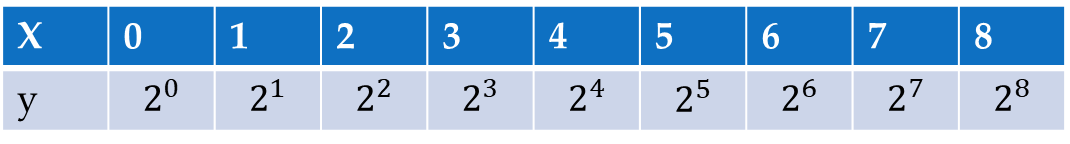 X 0 1 2 3 4 5 6 7 8
y 2⁰ 2¹ 2² 2³ 2⁴ 2⁵ 2⁶ 2⁷ 2⁸